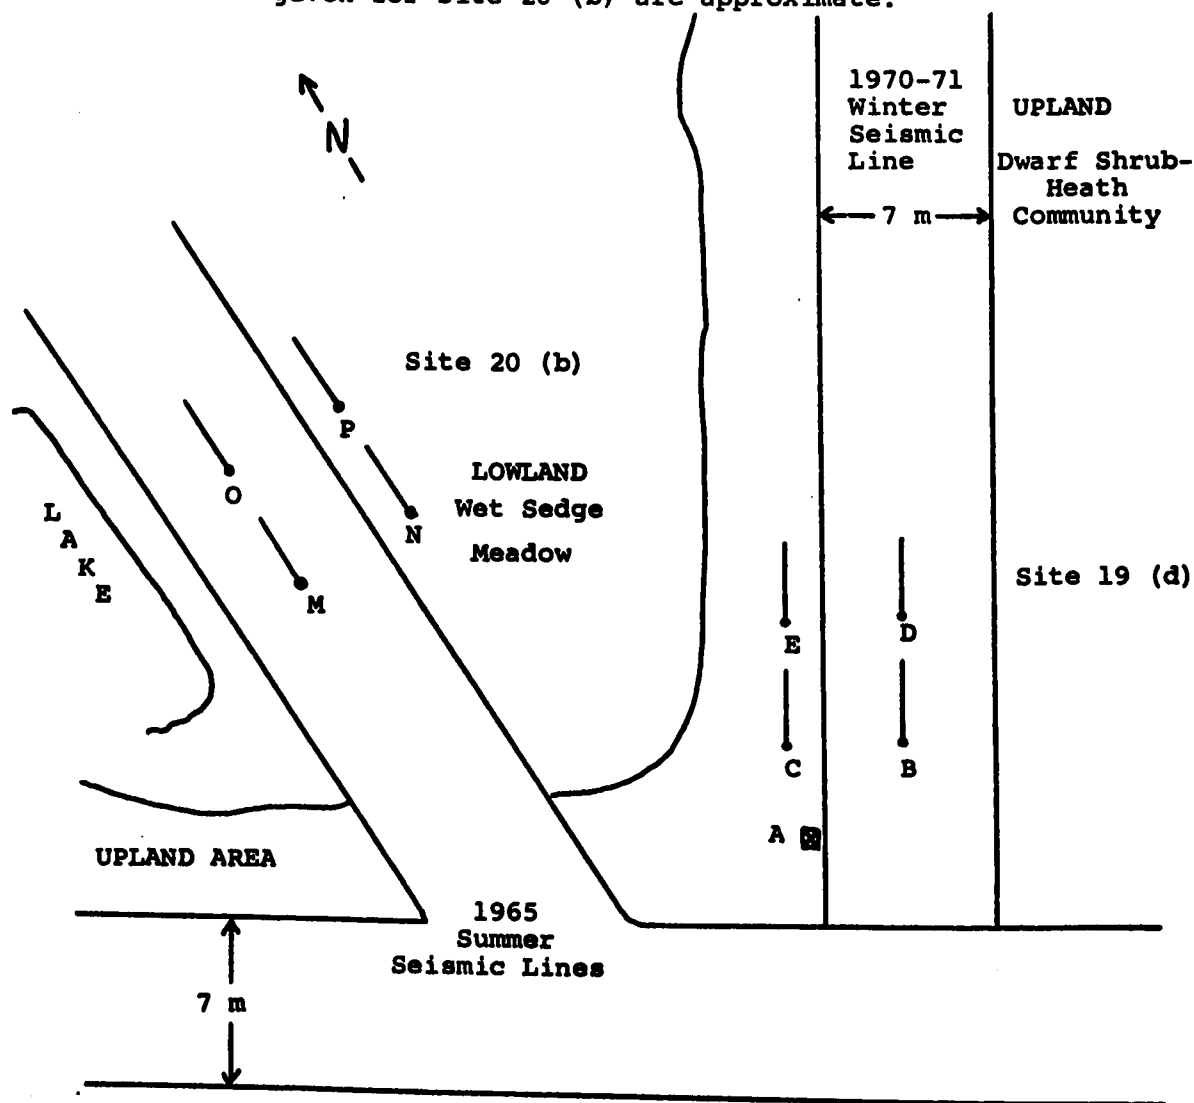 given for Site 20 (b) are approximate.
1970-71
Winter
Seismic
Line
UPLAND
Dwarf Shrub-
Heath
Community
7 m
N
Site 20 (b)
P
LOWLAND
Wet Sedge
Meadow
O
N
M
L
A
K
E
Site 19 (d)
E
D
C
B
A
UPLAND AREA
1965
Summer
Seismic Lines
7 m